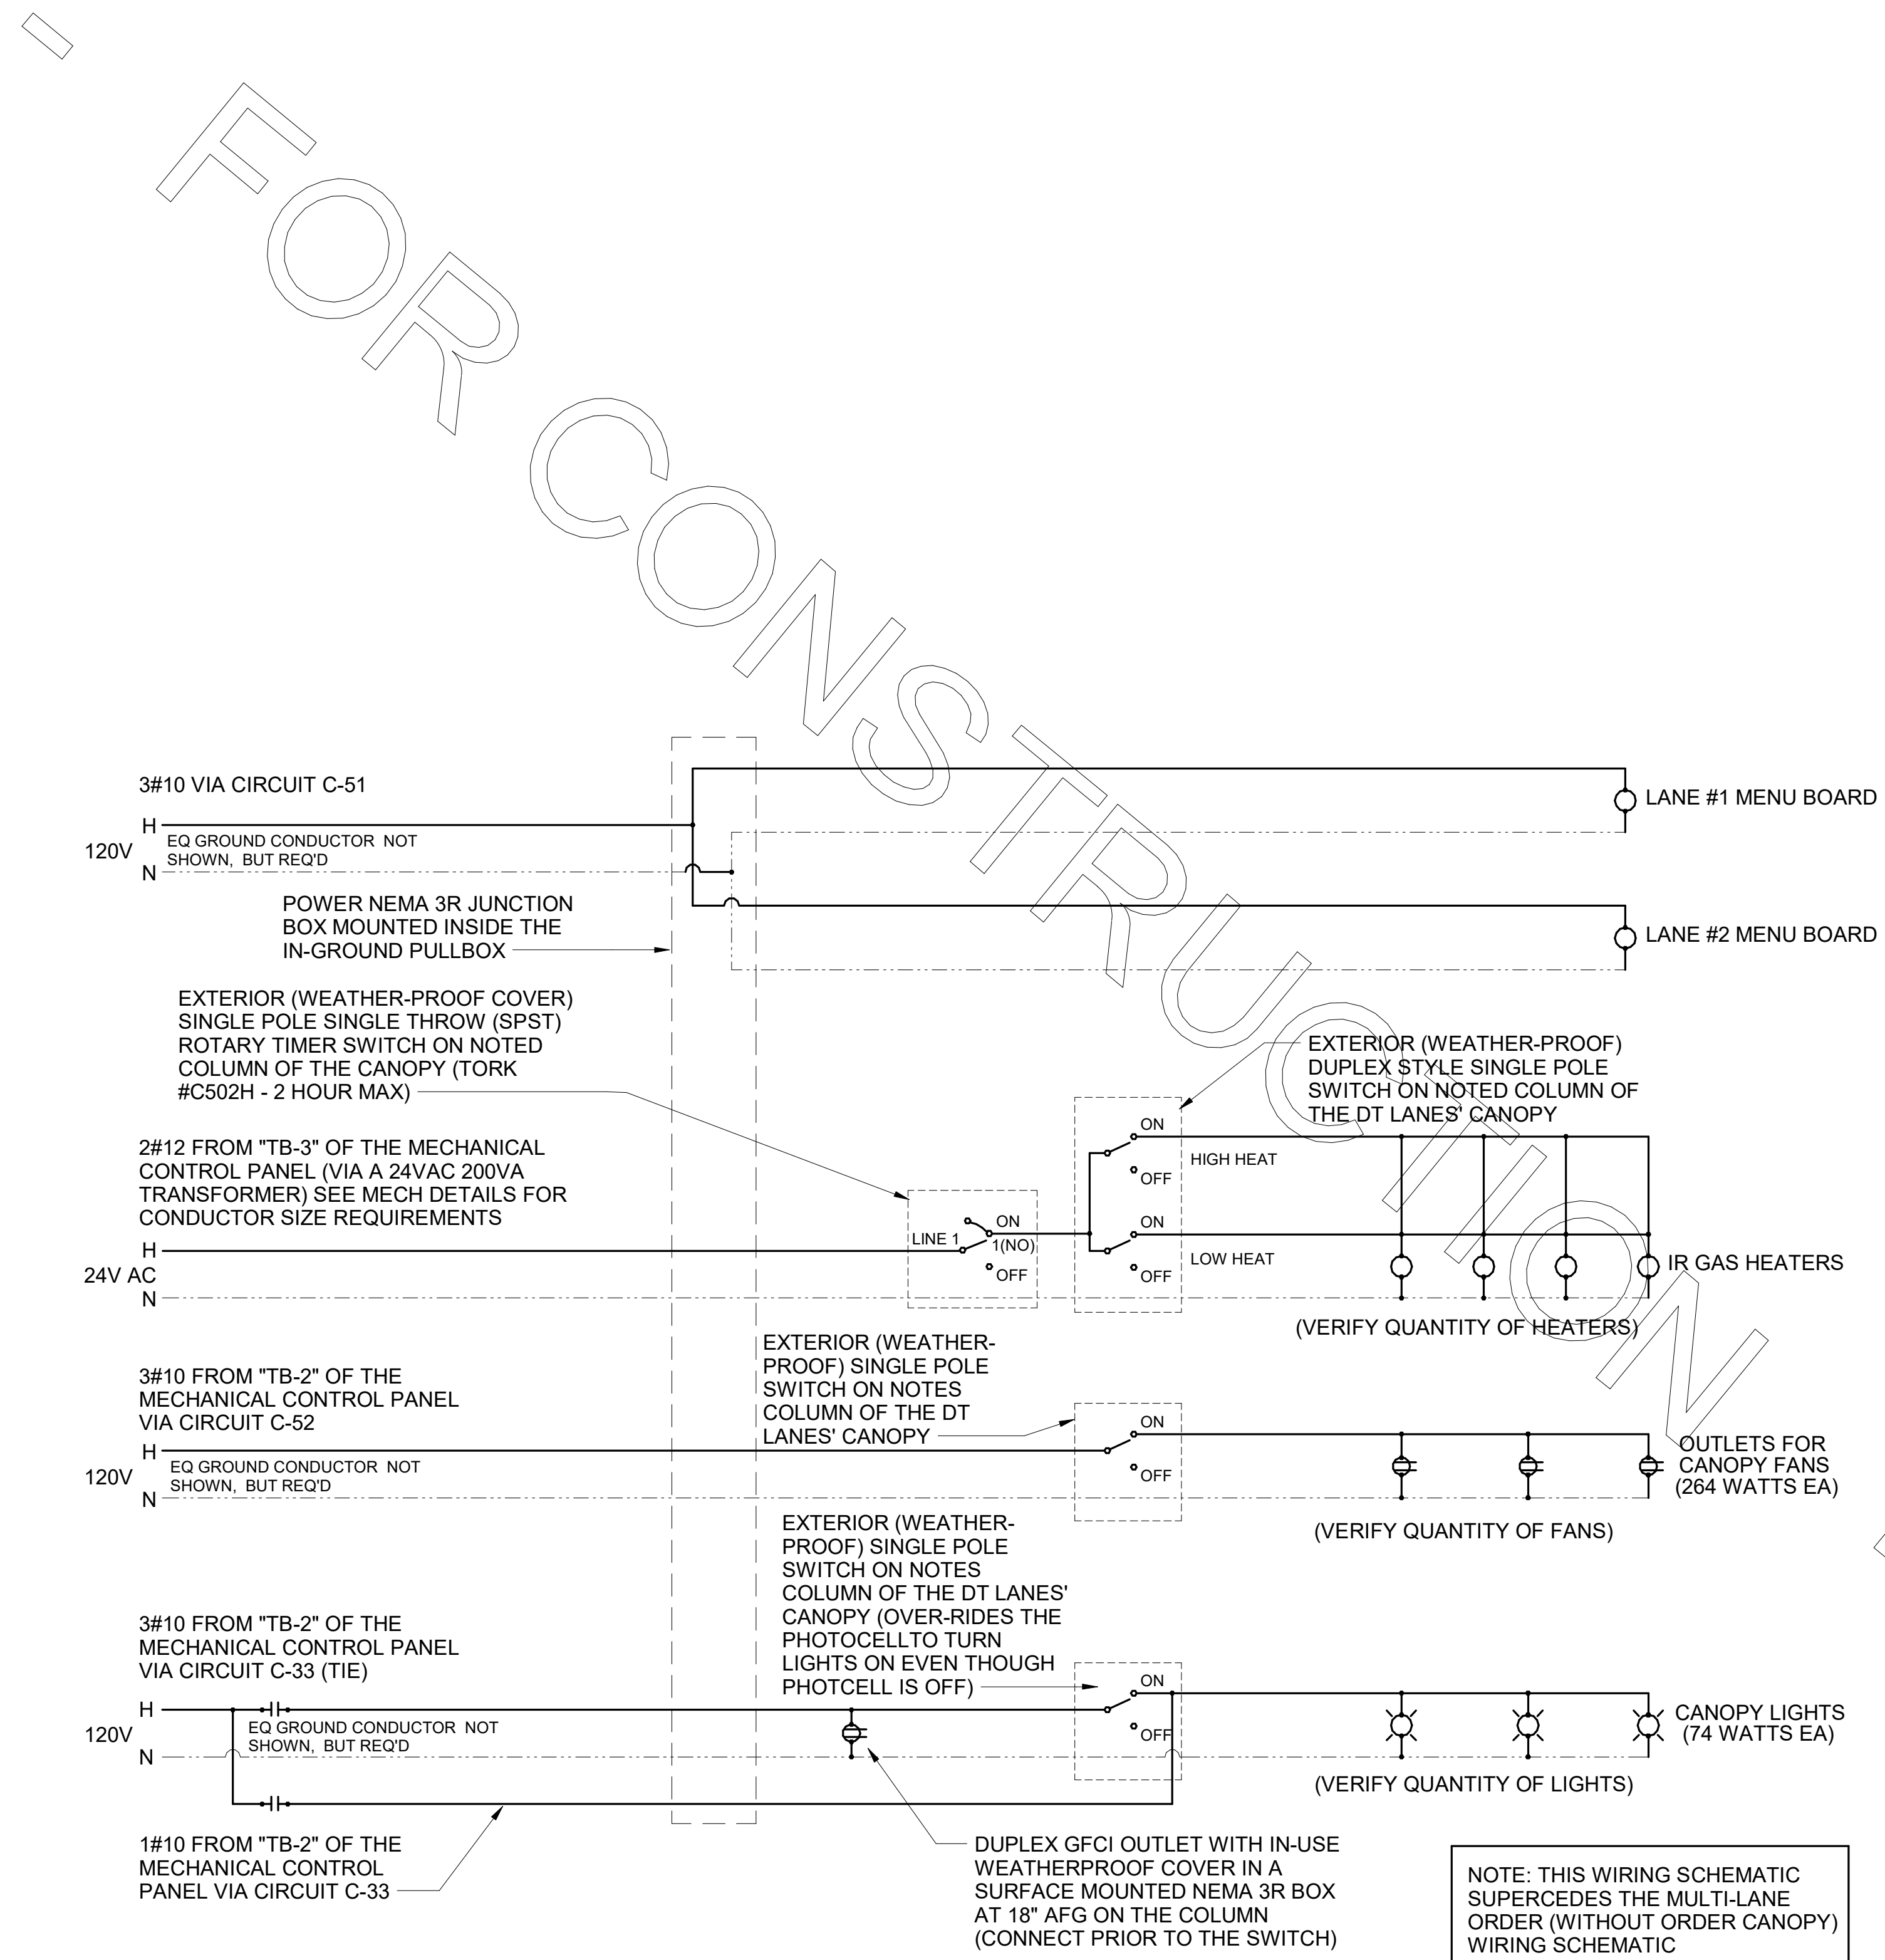 - FOR CONSTRUCTION
3#10 VIA CIRCUIT C-51
LANE #1 MENU BOARD
H
EQ GROUND CONDUCTOR NOT
SHOWN, BUT REQ'D
120V
N
POWER NEMA 3R JUNCTION
BOX MOUNTED INSIDE THE
IN-GROUND PULLBOX
LANE #2 MENU BOARD
EXTERIOR (WEATHER-PROOF COVER)
SINGLE POLE SINGLE THROW (SPST)
ROTARY TIMER SWITCH ON NOTED
COLUMN OF THE CANOPY (TORK
#C502H - 2 HOUR MAX)
EXTERIOR (WEATHER-PROOF)
DUPLEX STYLE SINGLE POLE
SWITCH ON NOTED COLUMN OF
THE DT LANES' CANOPY
2#12 FROM "TB-3" OF THE MECHANICAL
CONTROL PANEL (VIA A 24VAC 200VA
TRANSFORMER) SEE MECH DETAILS FOR
CONDUCTOR SIZE REQUIREMENTS
ON
HIGH HEAT
OFF
ON
LOW HEAT
OFF
LINE 1
ON
1(NO)
OFF
H
24V AC
N
IR GAS HEATERS
(VERIFY QUANTITY OF HEATERS)
3#10 FROM "TB-2" OF THE
MECHANICAL CONTROL PANEL
VIA CIRCUIT C-52
EXTERIOR (WEATHER-
PROOF) SINGLE POLE
SWITCH ON NOTES
COLUMN OF THE DT
LANES' CANOPY
ON
OFF
H
EQ GROUND CONDUCTOR NOT
SHOWN, BUT REQ'D
120V
N
OUTLETS FOR
CANOPY FANS
(264 WATTS EA)
(VERIFY QUANTITY OF FANS)
EXTERIOR (WEATHER-
PROOF) SINGLE POLE
SWITCH ON NOTES
COLUMN OF THE DT LANES'
CANOPY (OVER-RIDES THE
PHOTOCELLTO TURN
LIGHTS ON EVEN THOUGH
PHOTCELL IS OFF)
3#10 FROM "TB-2" OF THE
MECHANICAL CONTROL PANEL
VIA CIRCUIT C-33 (TIE)
ON
OFF
H
EQ GROUND CONDUCTOR NOT
SHOWN, BUT REQ'D
120V
N
CANOPY LIGHTS
(74 WATTS EA)
(VERIFY QUANTITY OF LIGHTS)
1#10 FROM "TB-2" OF THE
MECHANICAL CONTROL
PANEL VIA CIRCUIT C-33
DUPLEX GFCI OUTLET WITH IN-USE
WEATHERPROOF COVER IN A
SURFACE MOUNTED NEMA 3R BOX
AT 18" AFG ON THE COLUMN
(CONNECT PRIOR TO THE SWITCH)
NOTE: THIS WIRING SCHEMATIC
SUPERCEDES THE MULTI-LANE
ORDER (WITHOUT ORDER CANOPY)
WIRING SCHEMATIC